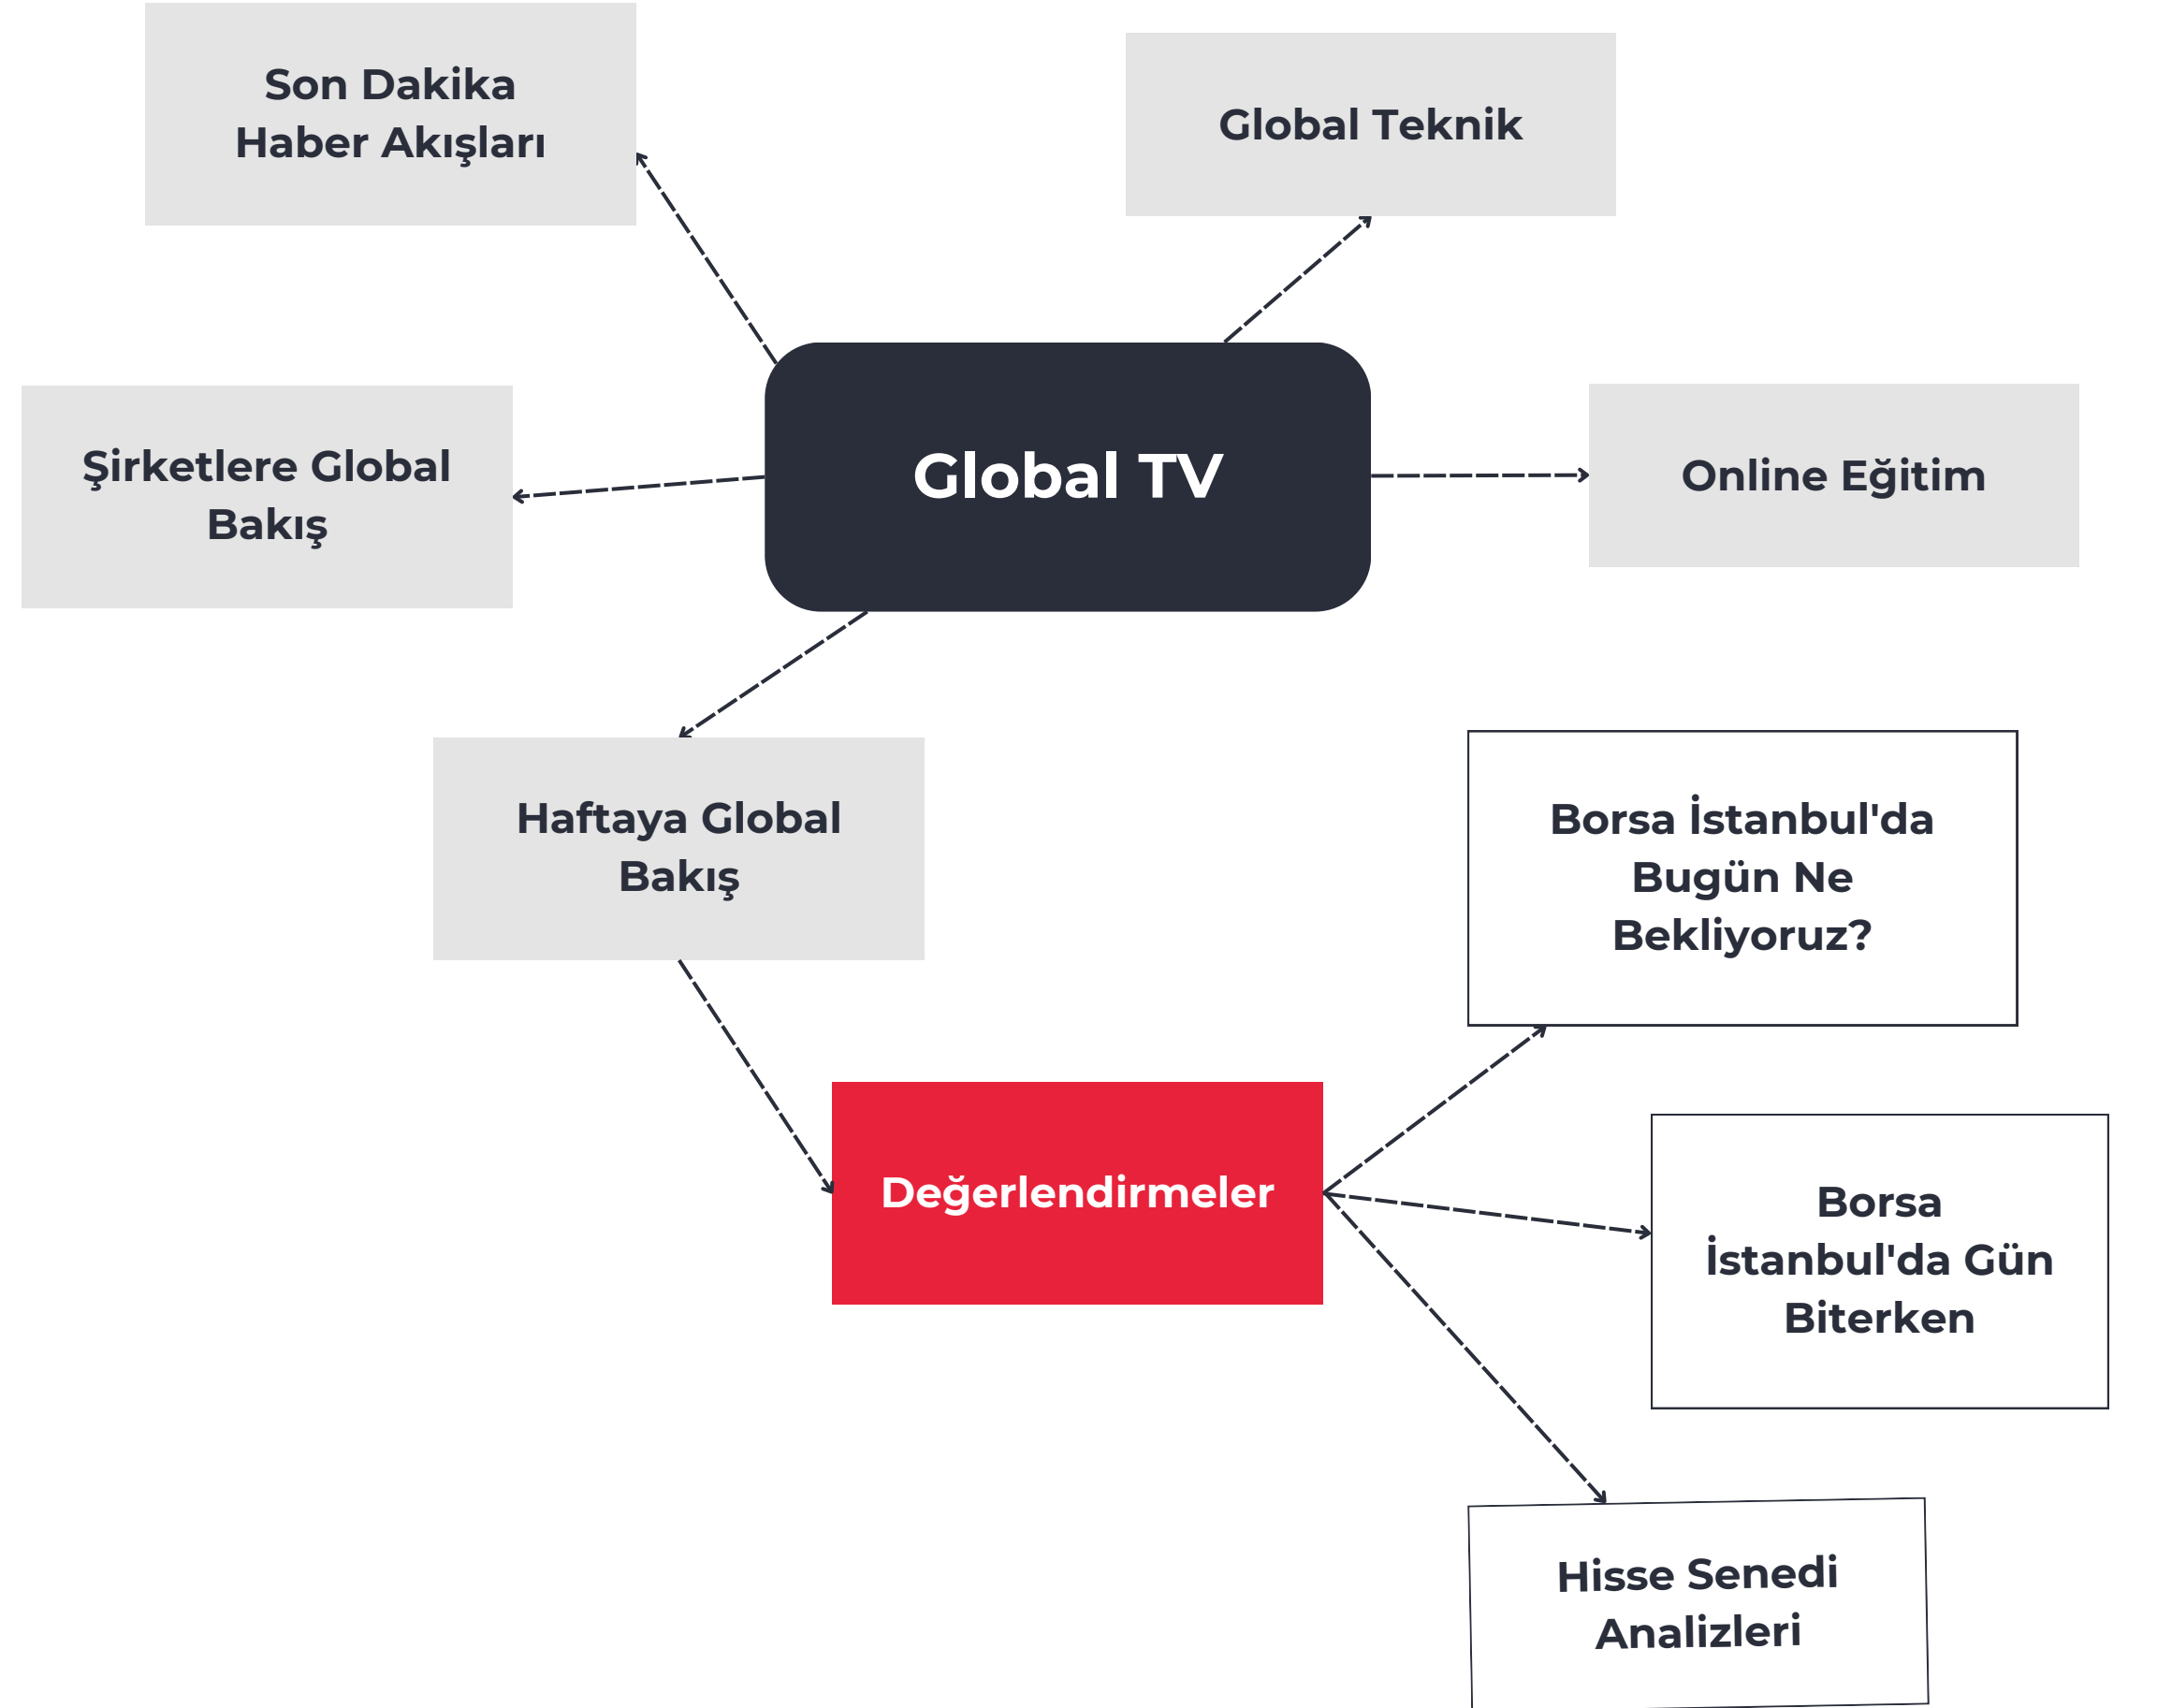 Son Dakika
Haber Akışları
Global Teknik
Şirketlere Global
Bakış
Global TV
Online Eğitim
Haftaya Global
Bakış
Borsa İstanbul'da
Bugün Ne
Bekliyoruz?
Değerlendirmeler
Borsa
İstanbul'da Gün
Biterken
Hisse Senedi
Analizleri